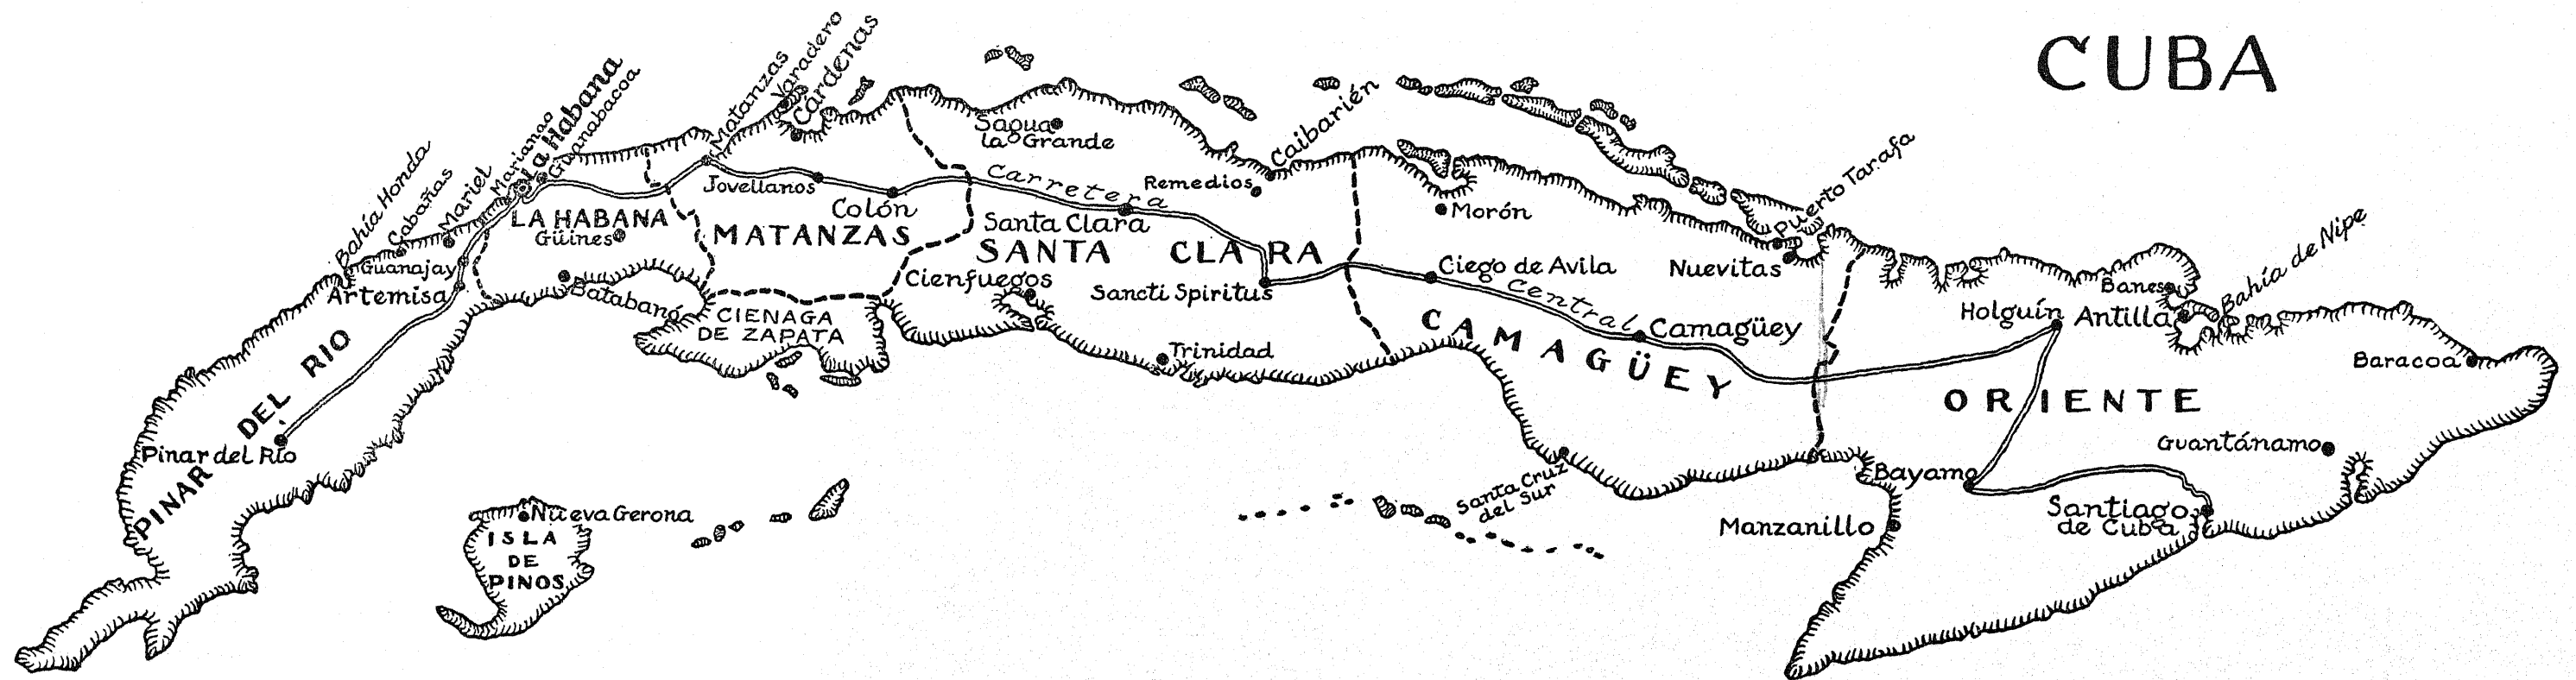 CUBA
Bahía Honda
Cabañas
Mariel
Marianao
La Habana
Guanabacoa
Matanzas
Varadero
Cárdenas
Sagua
la Grande
Caibarién
Remedios
Morón
Puerto Tarafa
Nuevitas
Bahía de Nipe
Banes
Antilla
Holguín
Baracoa
Guanajay
Artemisa
LA HABANA
Güines
Batabanó
Jovellanos
Colón
MATANZAS
Carretera
Santa Clara
SANTA CLARA
Cienfuegos
Sancti Spiritus
Ciego de Avila
Central
Camagüey
CAMAGÜEY
CIENAGA
DE ZAPATA
Trinidad
PINAR DEL RIO
Pinar del Río
ORIENTE
Guantánamo
Bayamo
Santa Cruz
del Sur
Manzanillo
Santiago
de Cuba
Nueva Gerona
ISLA
DE
PINOS